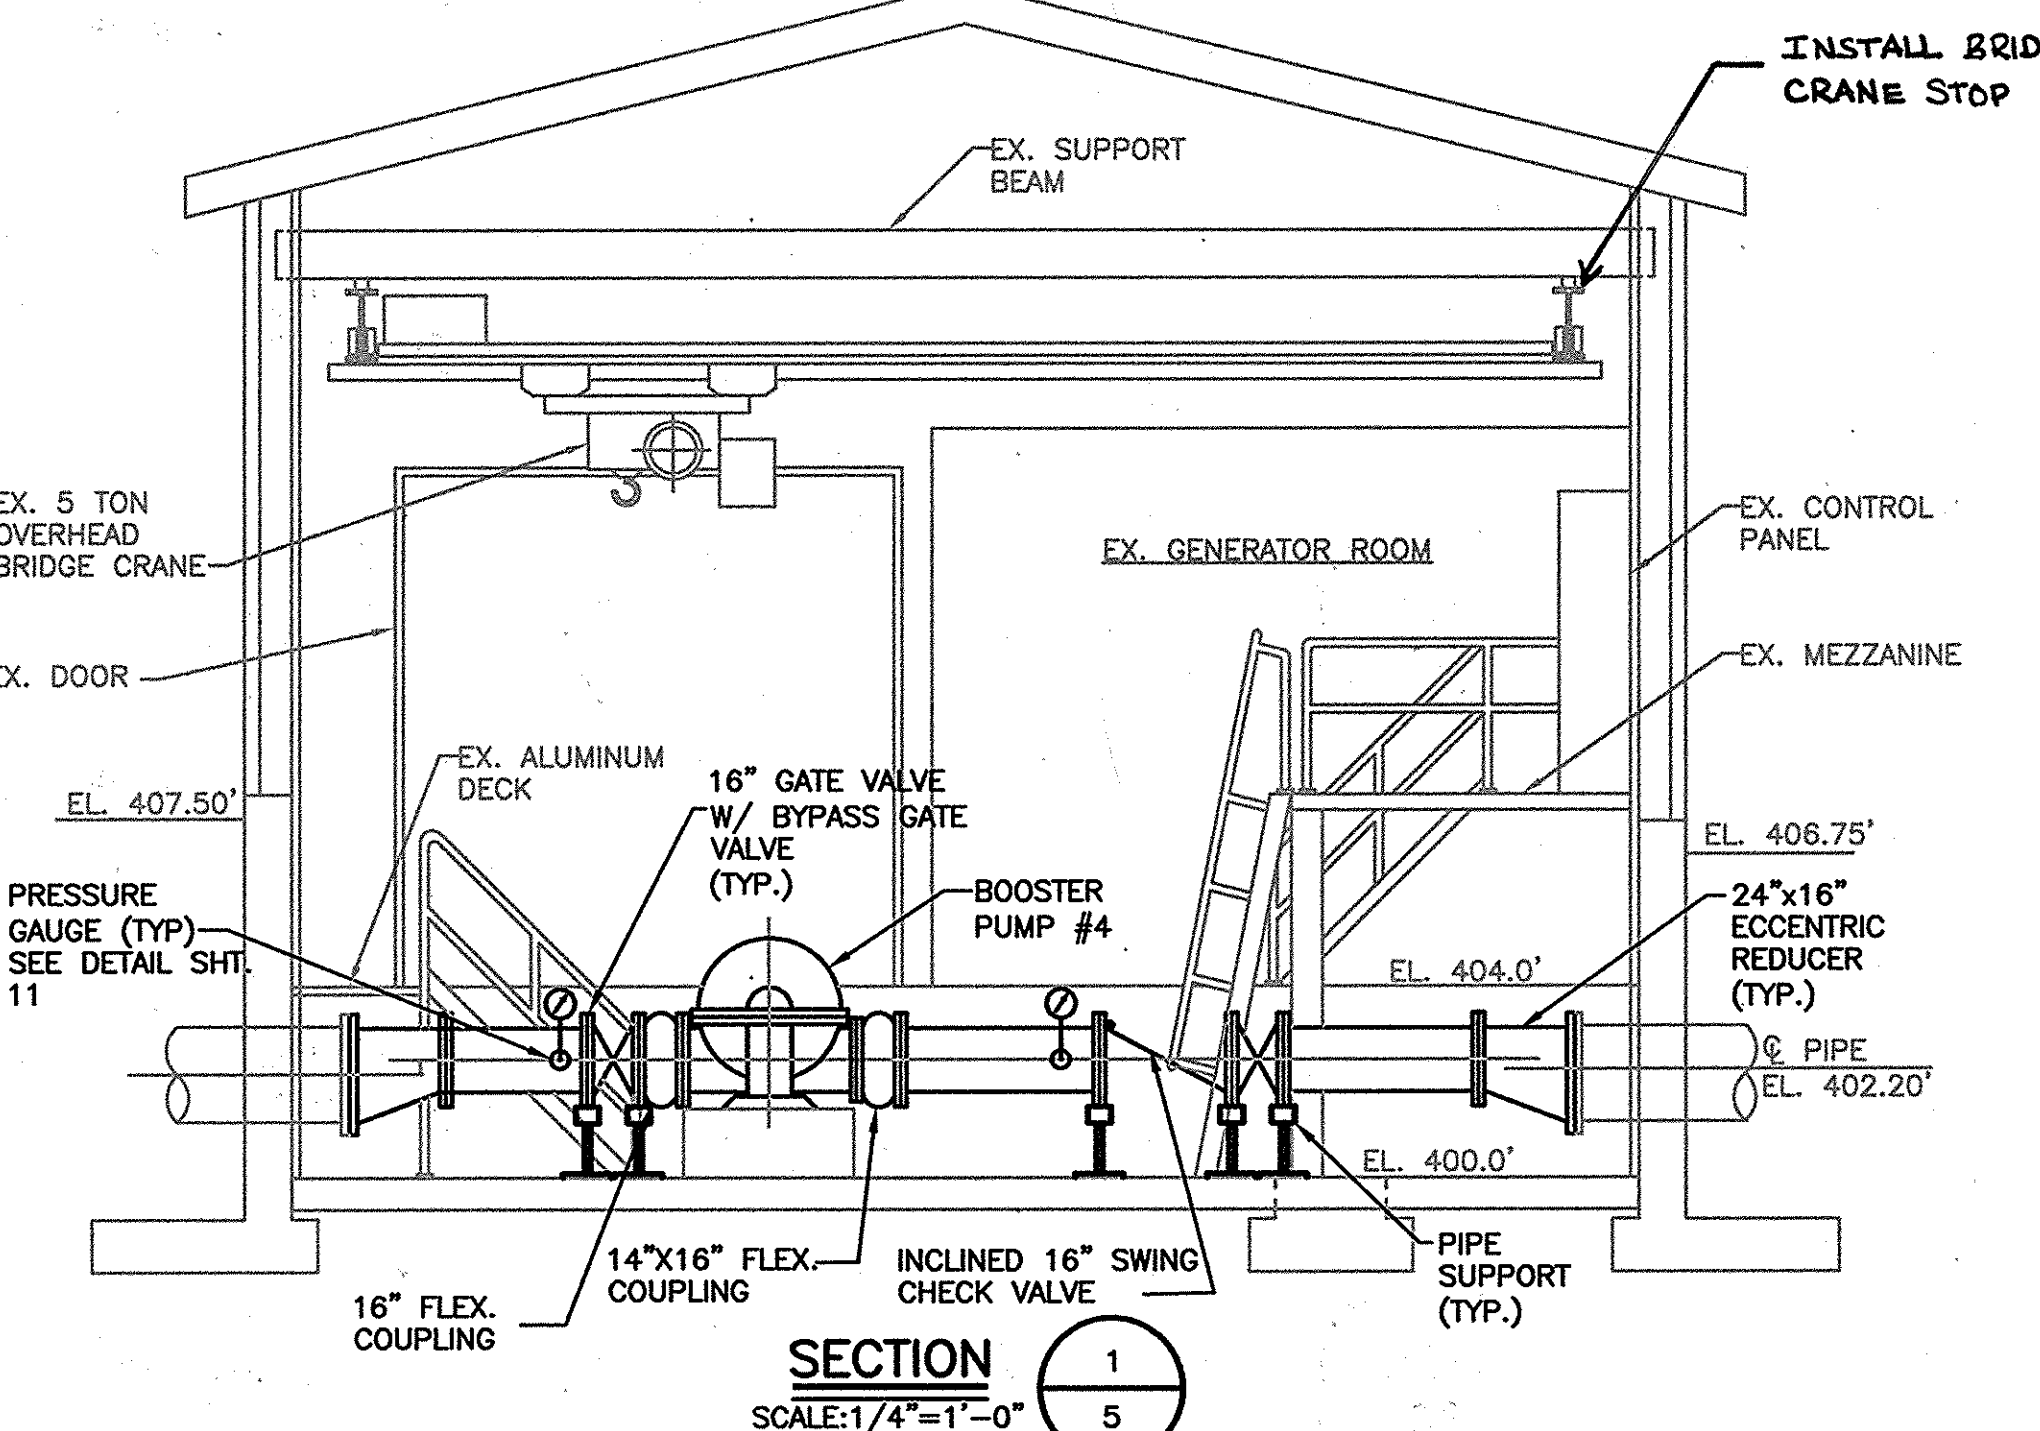 INSTALL BRID
CRANE STOP
EX. SUPPORT
BEAM
EX. 5 TON
OVERHEAD
BRIDGE CRANE
EX. GENERATOR ROOM
EX. CONTROL
PANEL
EX. DOOR
EX. MEZZANINE
EX. ALUMINUM
DECK
16" GATE VALVE
W/ BYPASS GATE
VALVE
(TYP.)
EL. 407.50'
EL. 406.75'
PRESSURE
GAUGE (TYP)
SEE DETAIL SHT.
11
BOOSTER
PUMP #4
24"x16"
ECCENTRIC
REDUCER
(TYP.)
EL. 404.0'
℄ PIPE
EL. 402.20'
EL. 400.0'
14"X16" FLEX.
COUPLING
INCLINED 16" SWING
CHECK VALVE
PIPE
SUPPORT
(TYP.)
16" FLEX.
COUPLING
SECTION
1
5
SCALE:1/4"=1'-0"